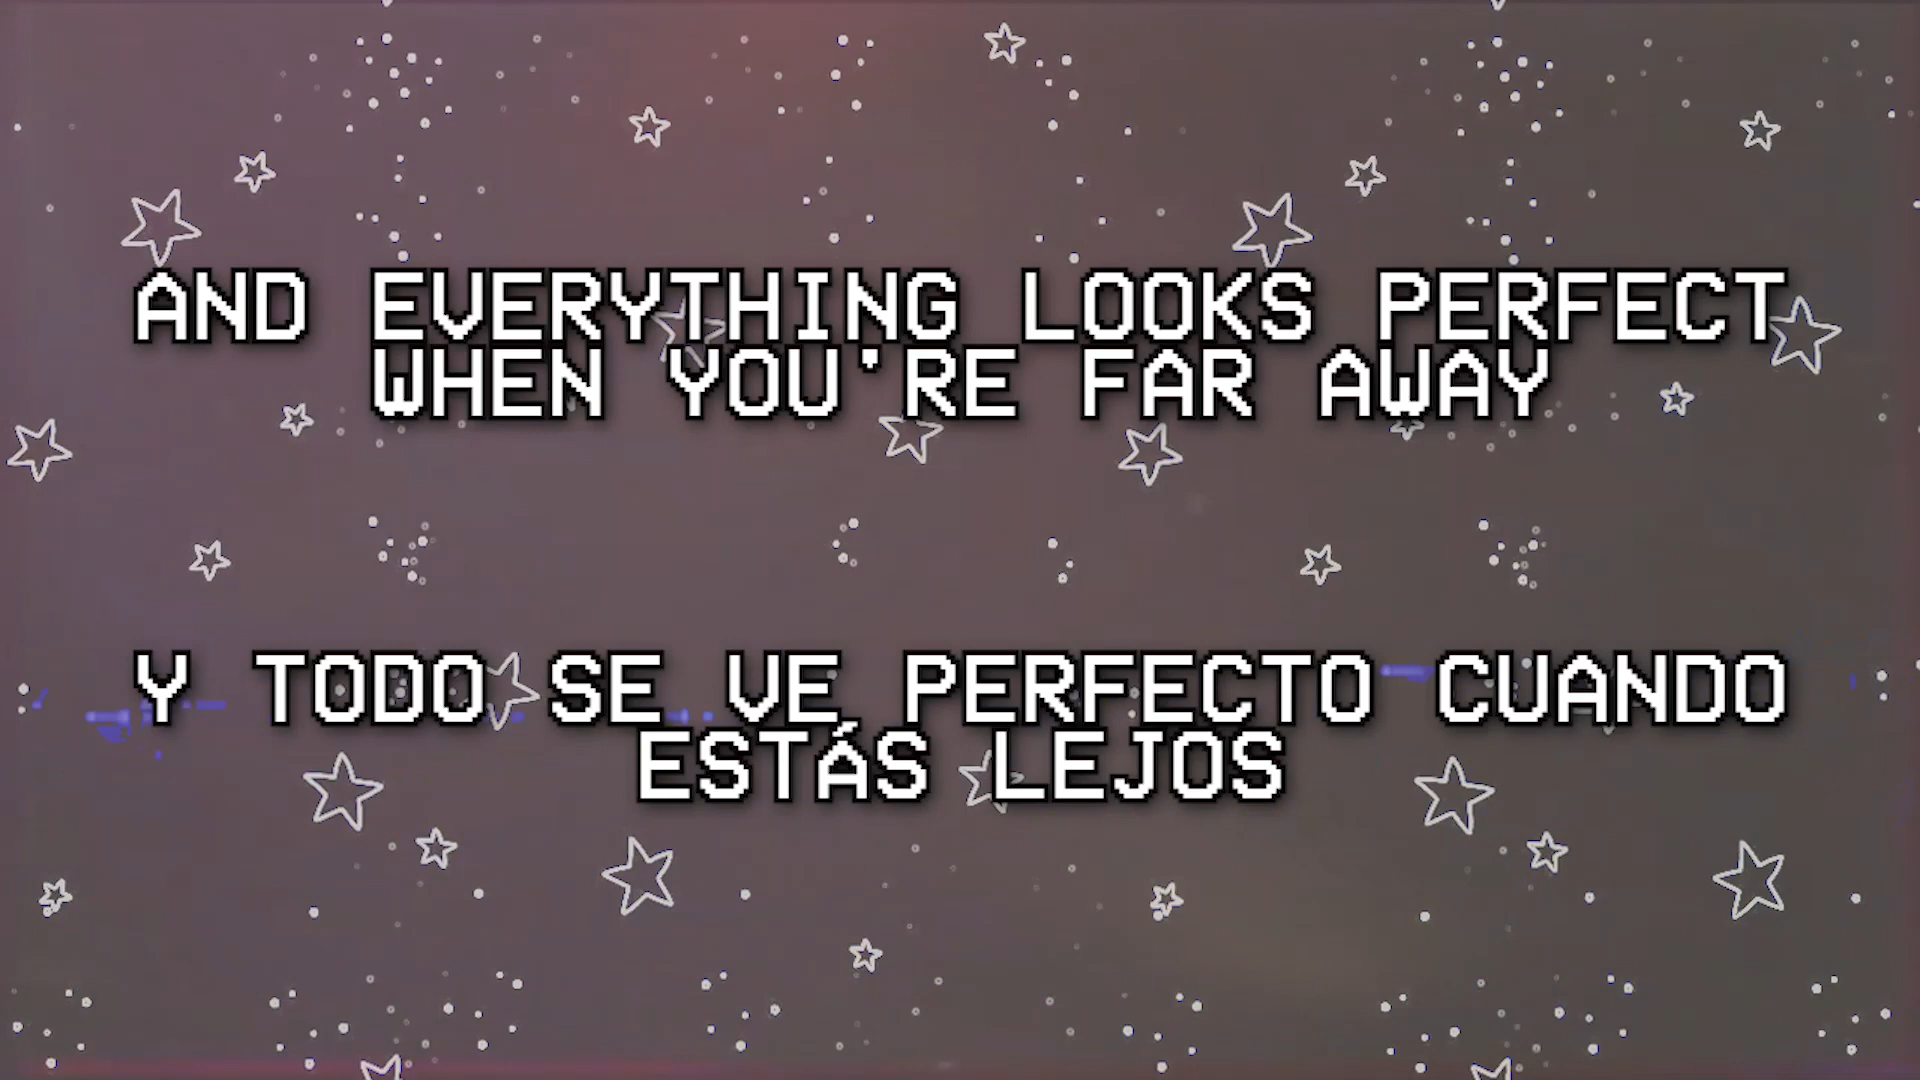 AND EVERYTHING LOOKS PERFECT
WHEN YOU'RE FAR AWAY
Y TODO SE VE PERFECTO CUANDO
ESTÁS LEJOS